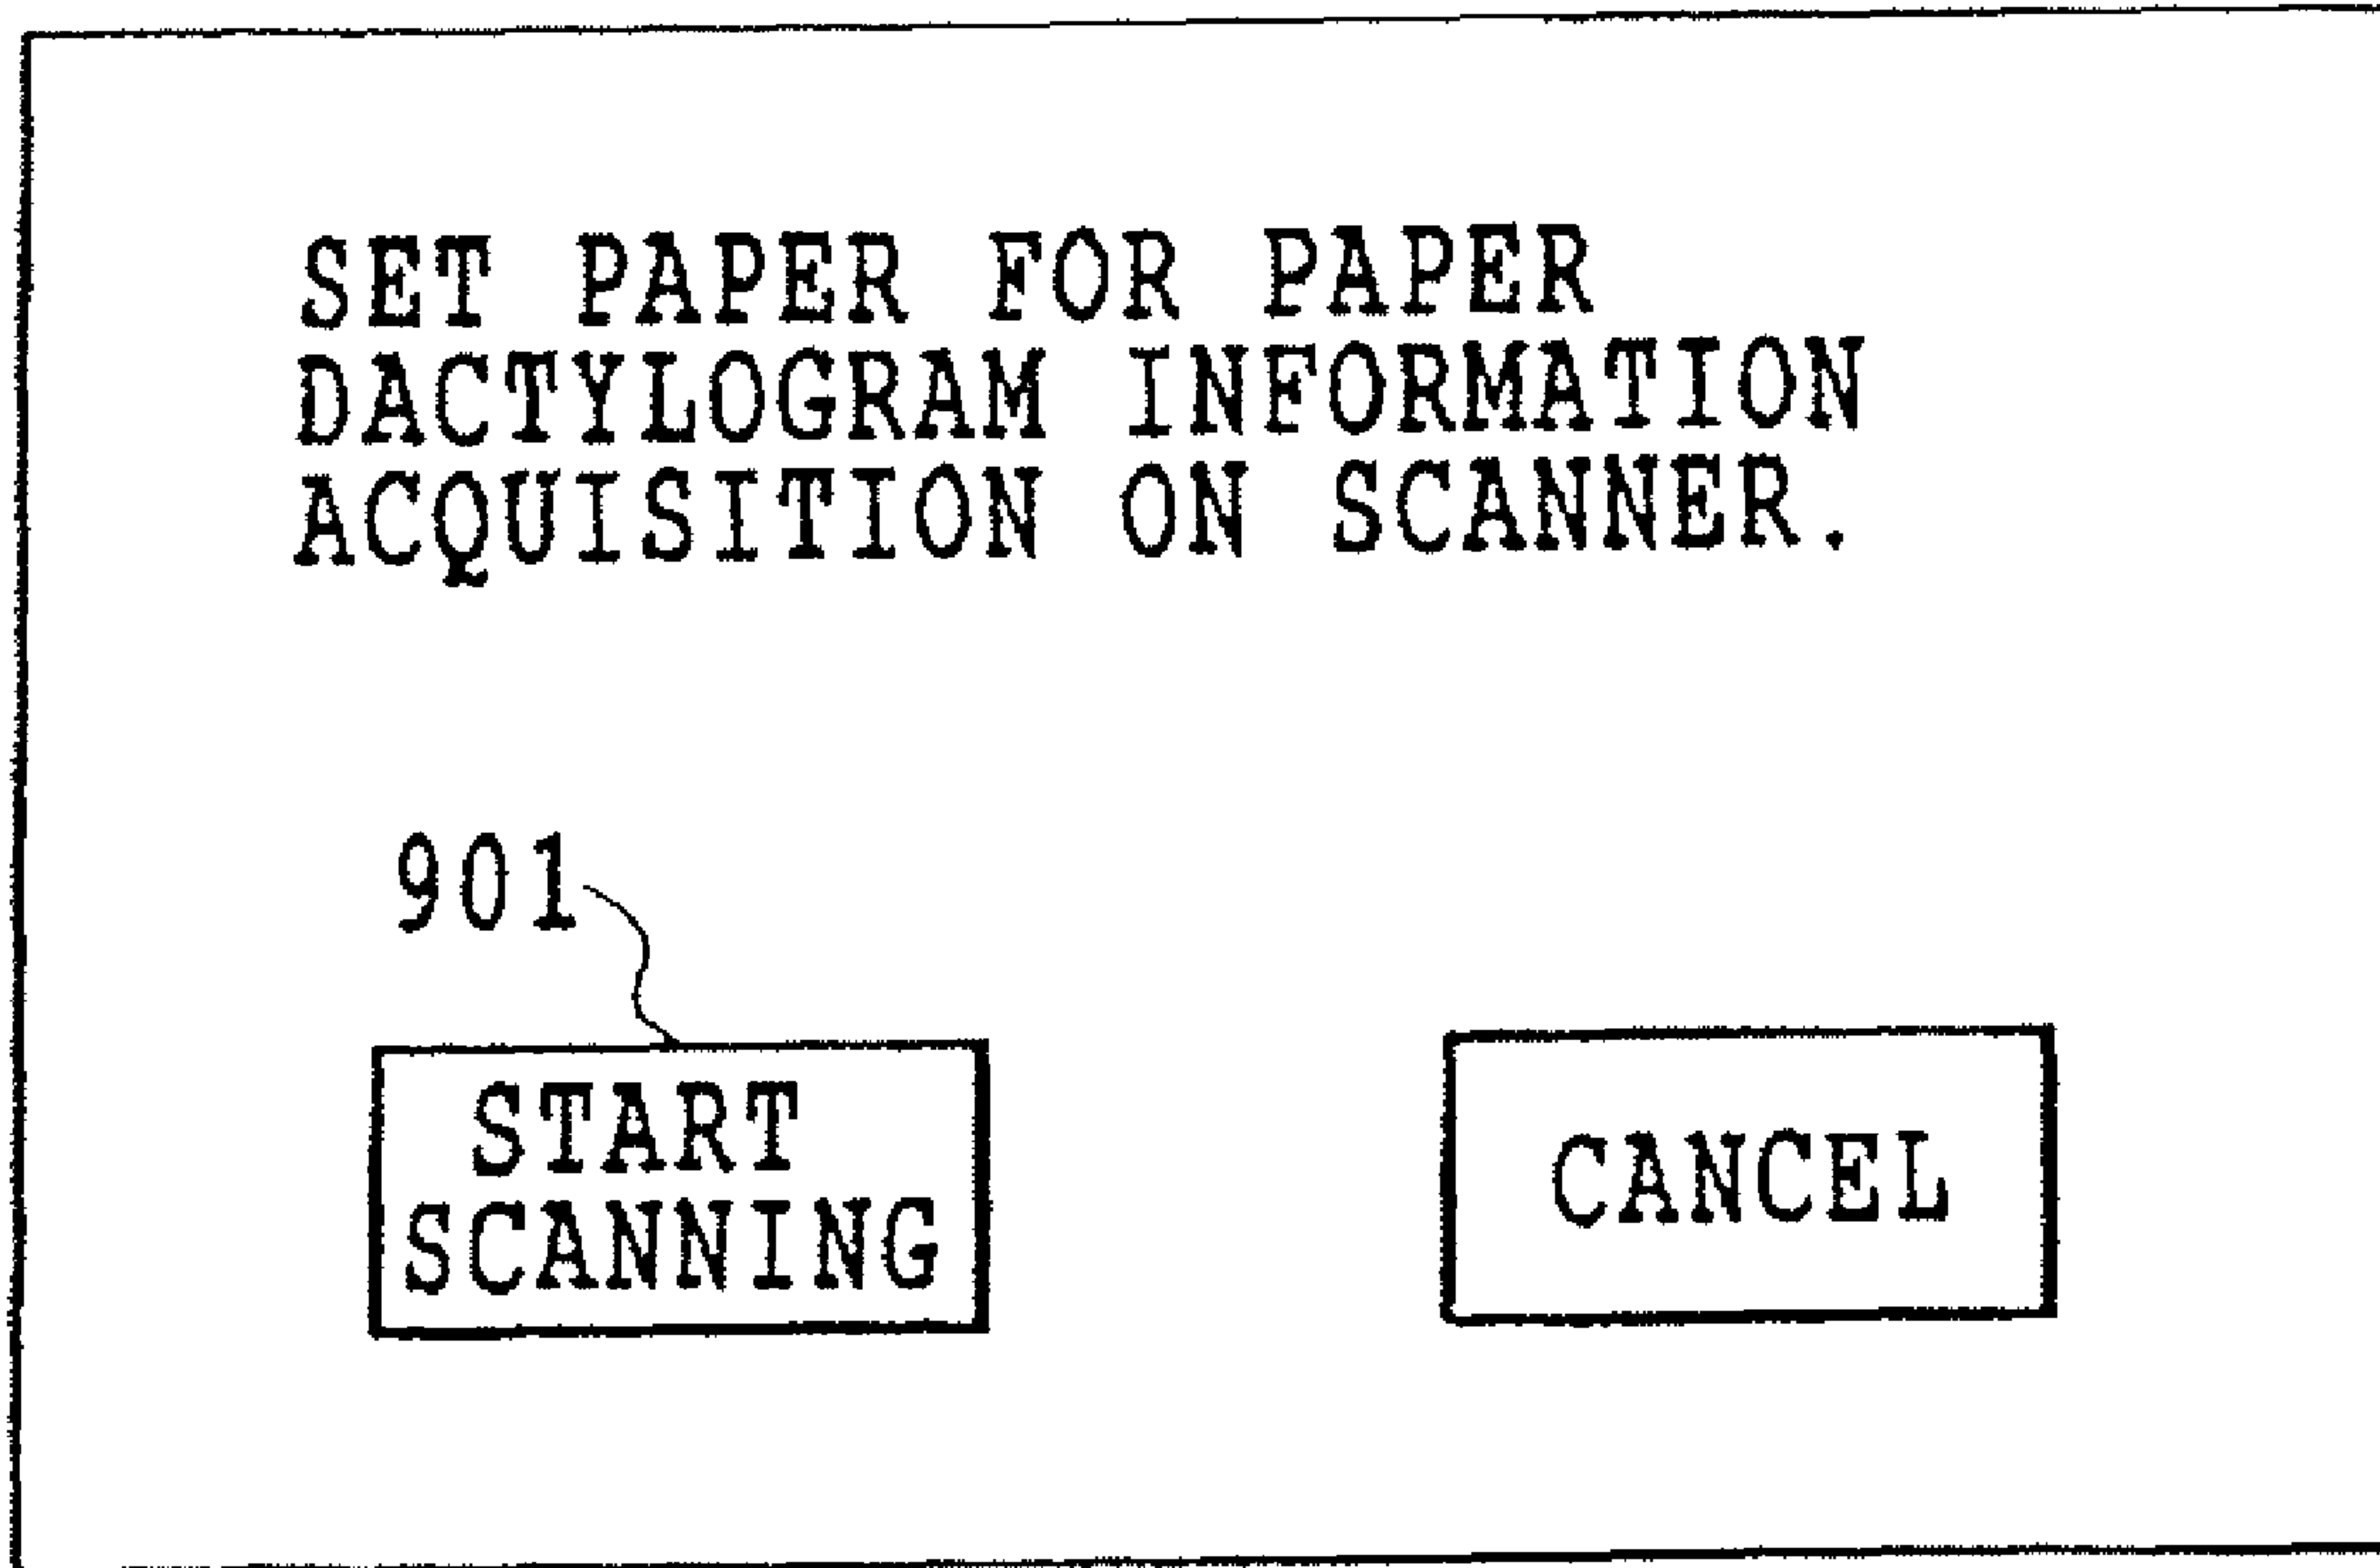 SET PAPER FOR PAPER
DACTYLOGRAM INFORMATION
ACQUISITION ON SCANNER.
901
START
SCANNING
CANCEL